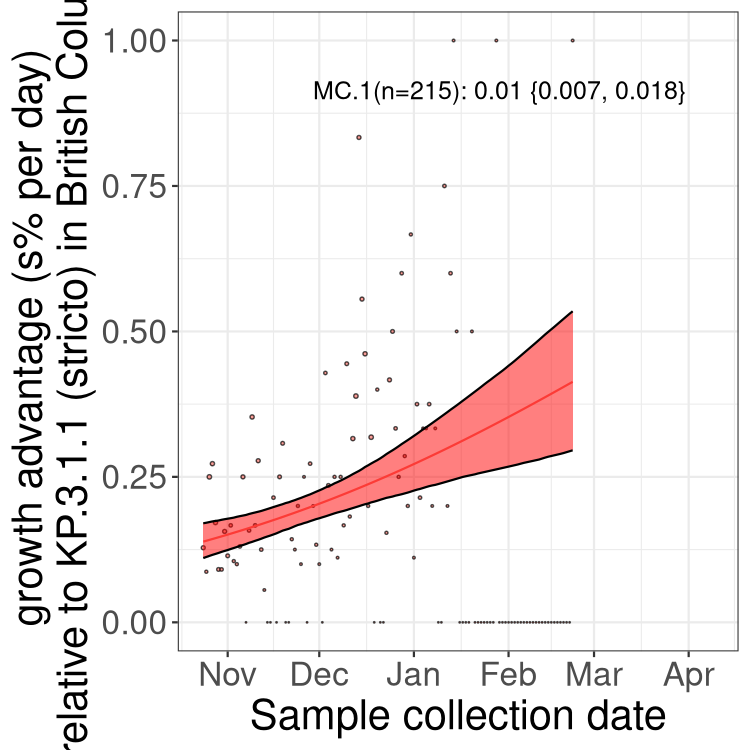 growth advantage (s% per day)
relative to KP.3.1.1 (stricto) in British Colu
1.00
0.75
0.50
0.25
0.00
MC.1(n=215): 0.01 {0.007, 0.018}
Nov Dec Jan Feb Mar Apr
Sample collection date